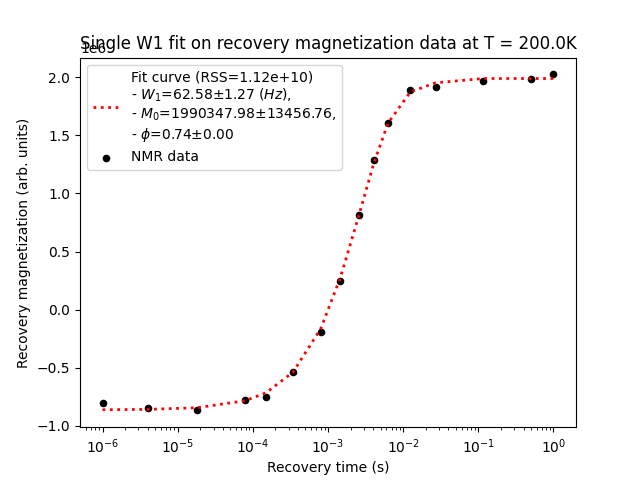 Single W1 fit on recovery magnetization data at T = 200.0K
1e6
Fit curve (RSS=1.12e+10)
- W₁=62.58±1.27 (Hz),
- M₀=1990347.98±13456.76,
- ϕ=0.74±0.00
NMR data
2.0
1.5
1.0
0.5
0.0
−0.5
−1.0
Recovery magnetization (arb. units)
10⁻⁶ 10⁻⁵ 10⁻⁴ 10⁻³ 10⁻² 10⁻¹ 10⁰
Recovery time (s)